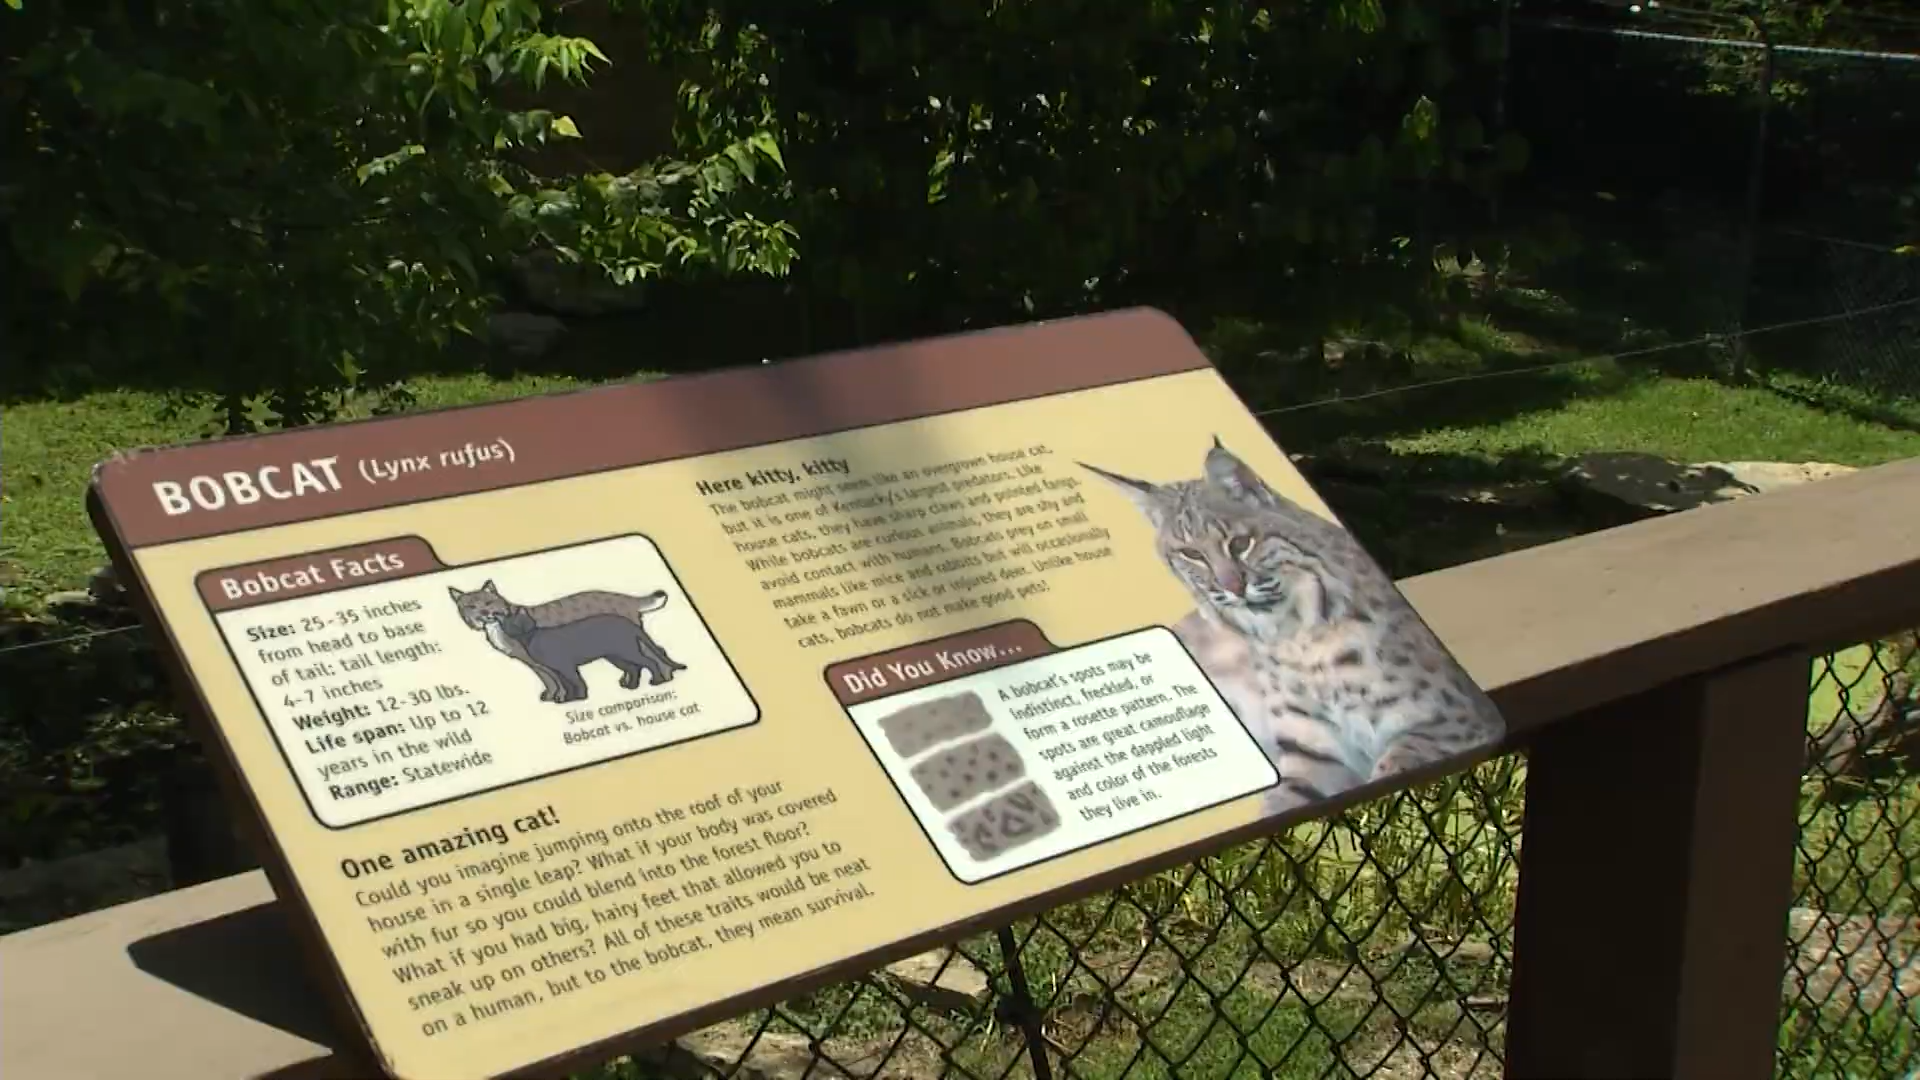 BOBCAT (Lynx rufus)
Bobcat Facts
Size: 25-35 inches
from head to base
of tail; tail length:
4-7 inches
Weight: 12-30 lbs.
Life span: Up to 12
years in the wild
Range: Statewide
Size comparison:
Bobcat vs. house cat
One amazing cat!
Could you imagine jumping onto the roof of your
house in a single leap? What if your body was covered
with fur so you could blend into the forest floor?
What if you had big, hairy feet that allowed you to
sneak up on others? All of these traits would be neat
on a human, but to the bobcat, they mean survival.
Here kitty, kitty
The bobcat might seem like an overgrown house cat,
but it is one of Kentucky's largest predators. Like
house cats, they have sharp claws and pointed fangs.
While bobcats are curious animals, they are shy and
avoid contact with humans. Bobcats prey on small
mammals like mice and rabbits but will occasionally
take a fawn or a sick or injured deer. Unlike house
cats, bobcats do not make good pets!
Did You Know...
A bobcat's spots may be
indistinct, freckled, or
form a rosette pattern. The
spots are great camouflage
against the dappled light
and color of the forests
they live in.